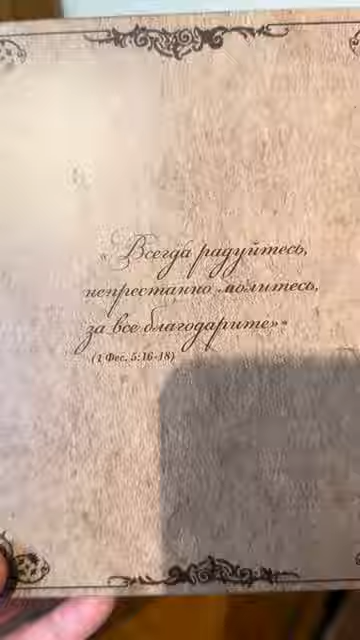 « Всегда радуйтесь,
непрестанно молитесь,
за все благодарите»
(1 Фес. 5:16-18)